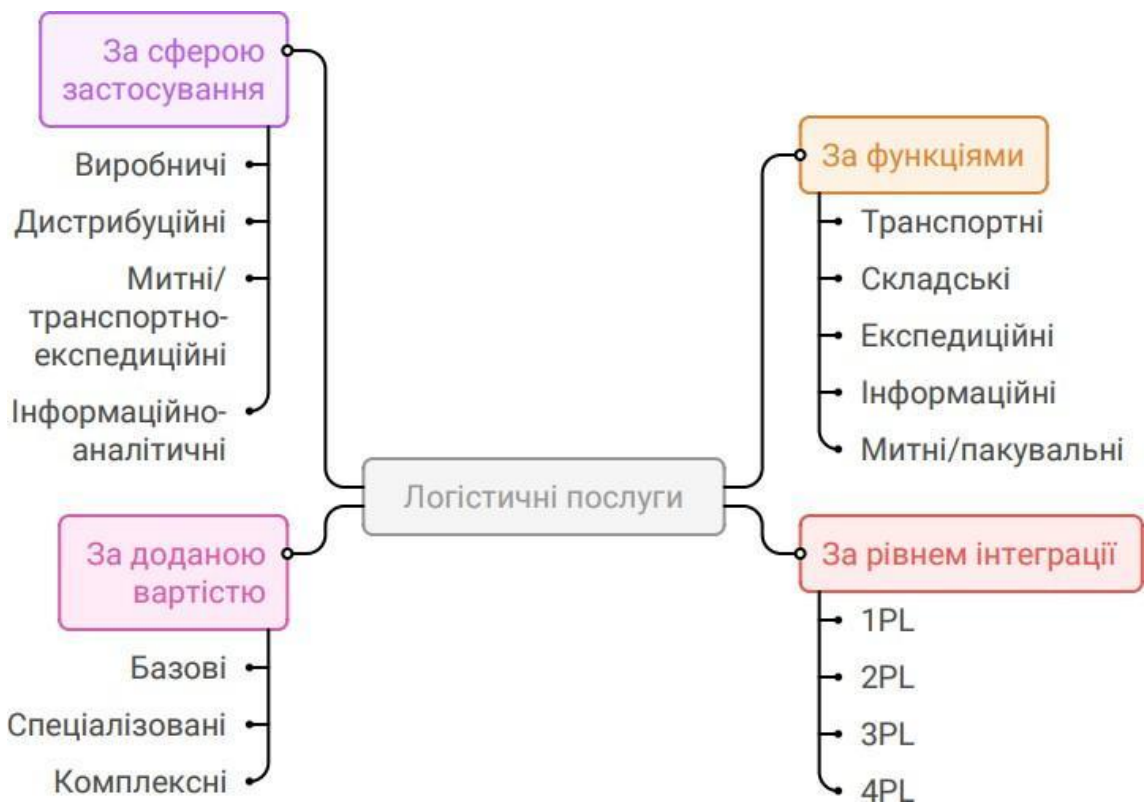 За сферою
застосування
Виробничі
Дистрибуційні
Митні/
транспортно-
експедиційні
Інформаційно-
аналітичні
За функціями
Транспортні
Складські
Експедиційні
Інформаційні
Митні/пакувальні
Логістичні послуги
За доданою
вартістю
Базові
Спеціалізовані
Комплексні
За рівнем інтеграції
1PL
2PL
3PL
4PL